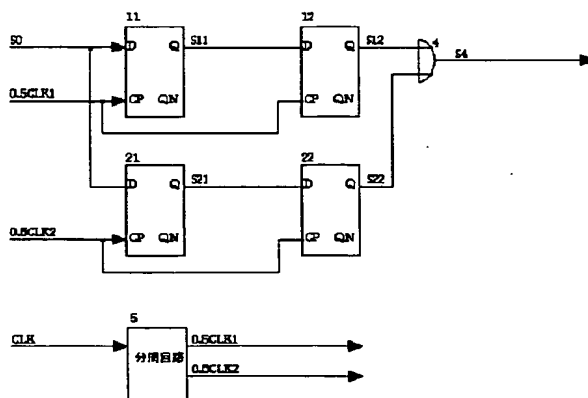 11
12
S0
D
Q
S11
D
Q
S12
4
S4
0.5CLK1
CP
QN
CP
QN
21
22
D
Q
S21
D
Q
S22
0.5CLK2
CP
QN
CP
QN
5
CLK
分周回路
0.5CLK1
0.5CLK2